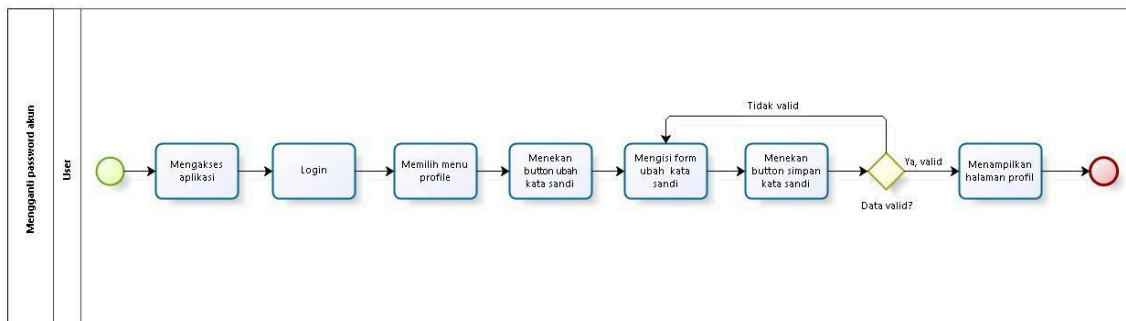 Mengganti password akun
User
Mengakses
aplikasi
Login
Memilih menu
profile
Menekan
button ubah
kata sandi
Mengisi form
ubah kata
sandi
Menekan
button simpan
kata sandi
Tidak valid
Data valid?
Ya, valid
Menampilkan
halaman profil